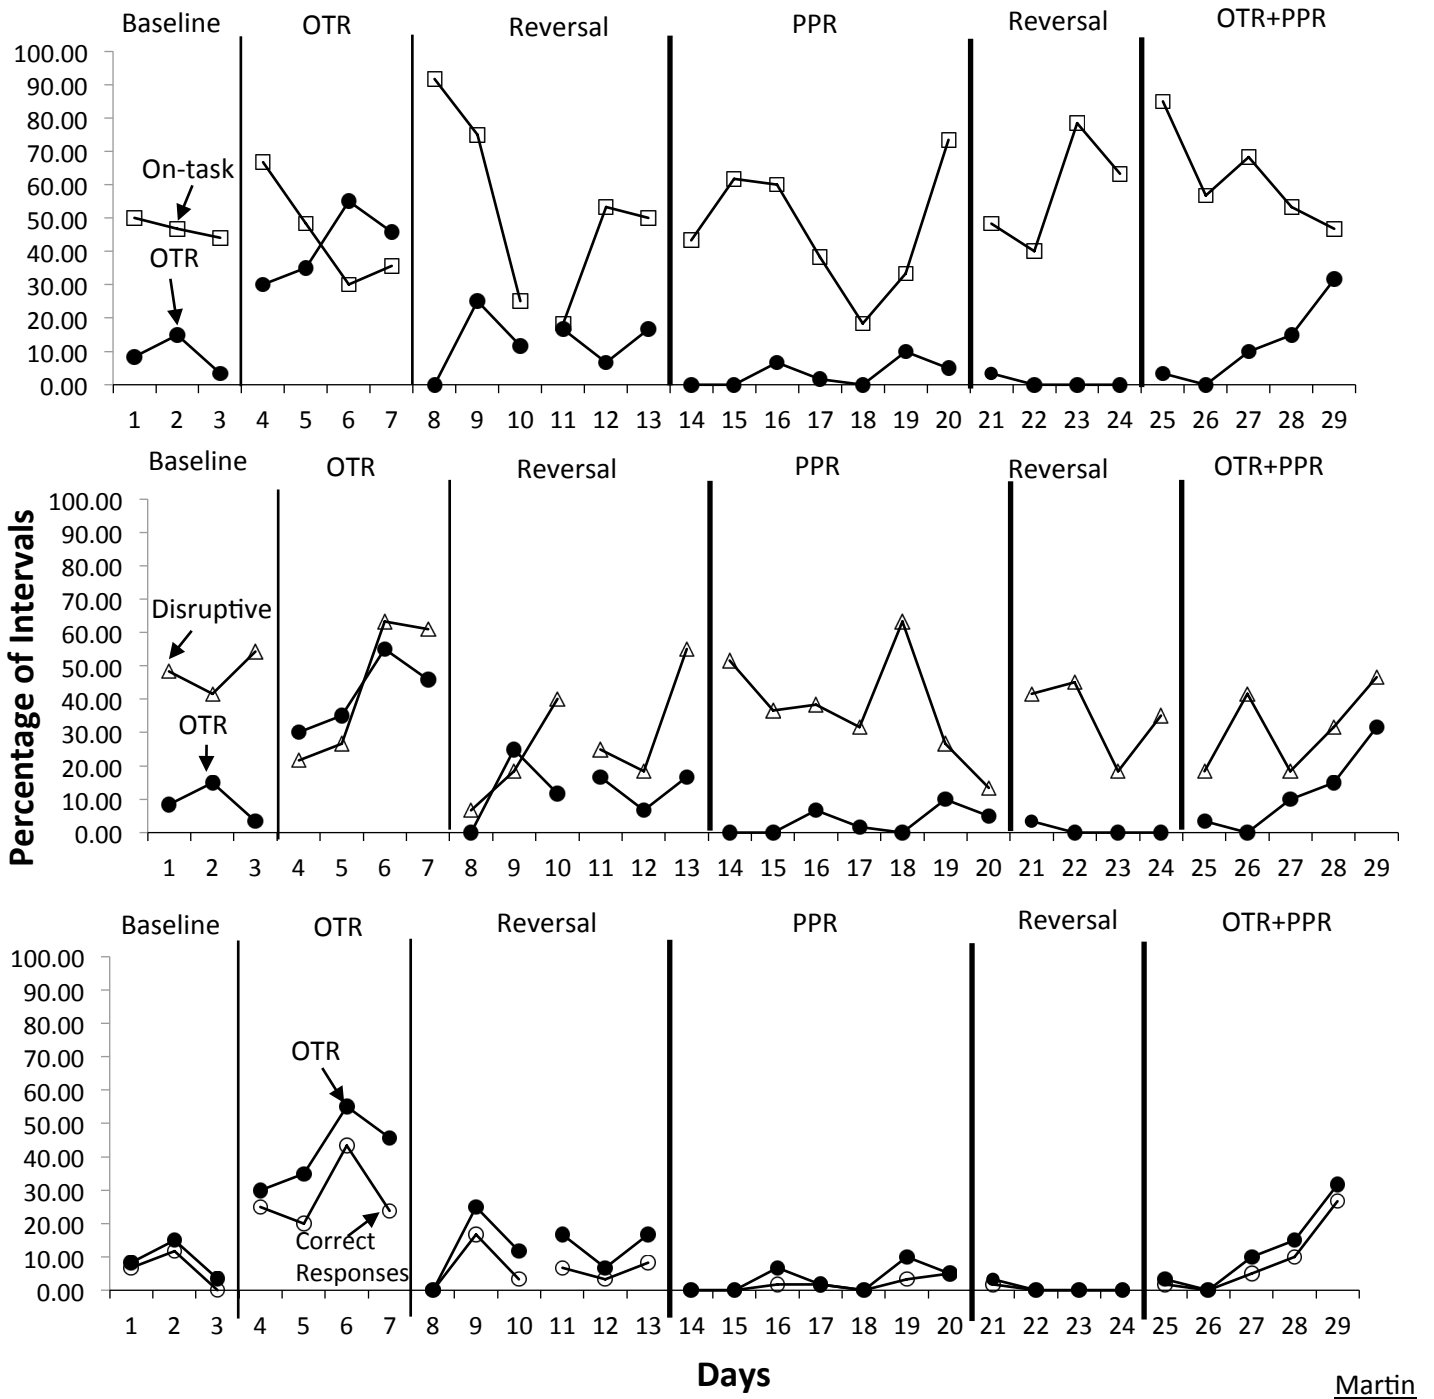 Baseline OTR Reversal PPR Reversal OTR+PPR
100.00
90.00
80.00
70.00
60.00
50.00
40.00
30.00
20.00
10.00
0.00
On-task
OTR
1 2 3 4 5 6 7 8 9 10 11 12 13 14 15 16 17 18 19 20 21 22 23 24 25 26 27 28 29
Baseline OTR Reversal PPR Reversal OTR+PPR
Percentage of Intervals
100.00
90.00
80.00
70.00
60.00
50.00
40.00
30.00
20.00
10.00
0.00
Disruptive
OTR
1 2 3 4 5 6 7 8 9 10 11 12 13 14 15 16 17 18 19 20 21 22 23 24 25 26 27 28 29
Baseline OTR Reversal PPR Reversal OTR+PPR
100.00
90.00
80.00
70.00
60.00
50.00
40.00
30.00
20.00
10.00
0.00
OTR
Correct
Responses
1 2 3 4 5 6 7 8 9 10 11 12 13 14 15 16 17 18 19 20 21 22 23 24 25 26 27 28 29
Days
Martin